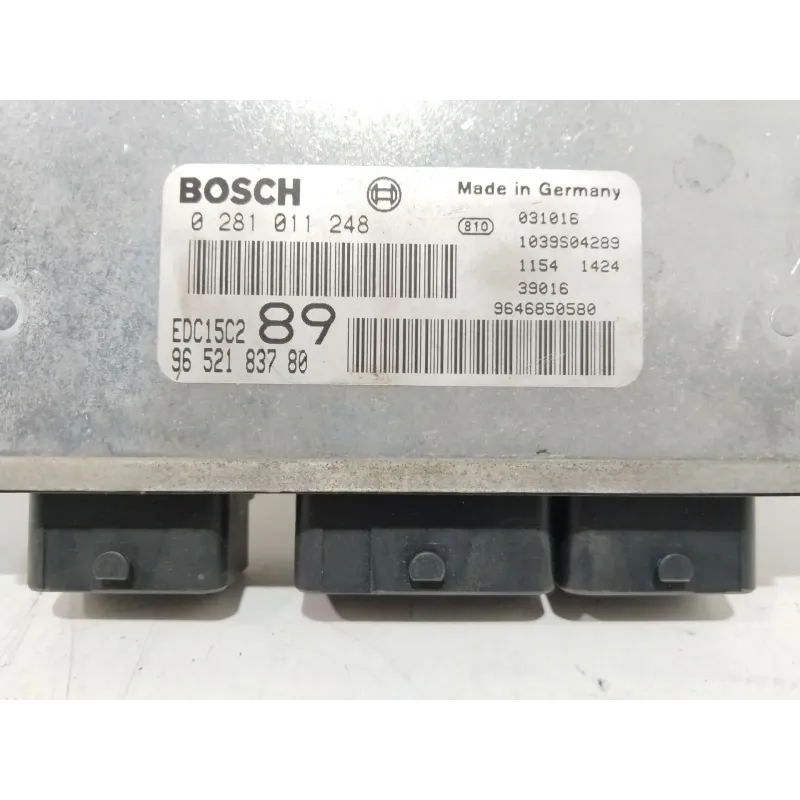 BOSCH
Made in Germany
0 281 011 248
810
031016
1039S04289
1154 1424
39016
9646850580
EDC15C2 89
96 521 837 80